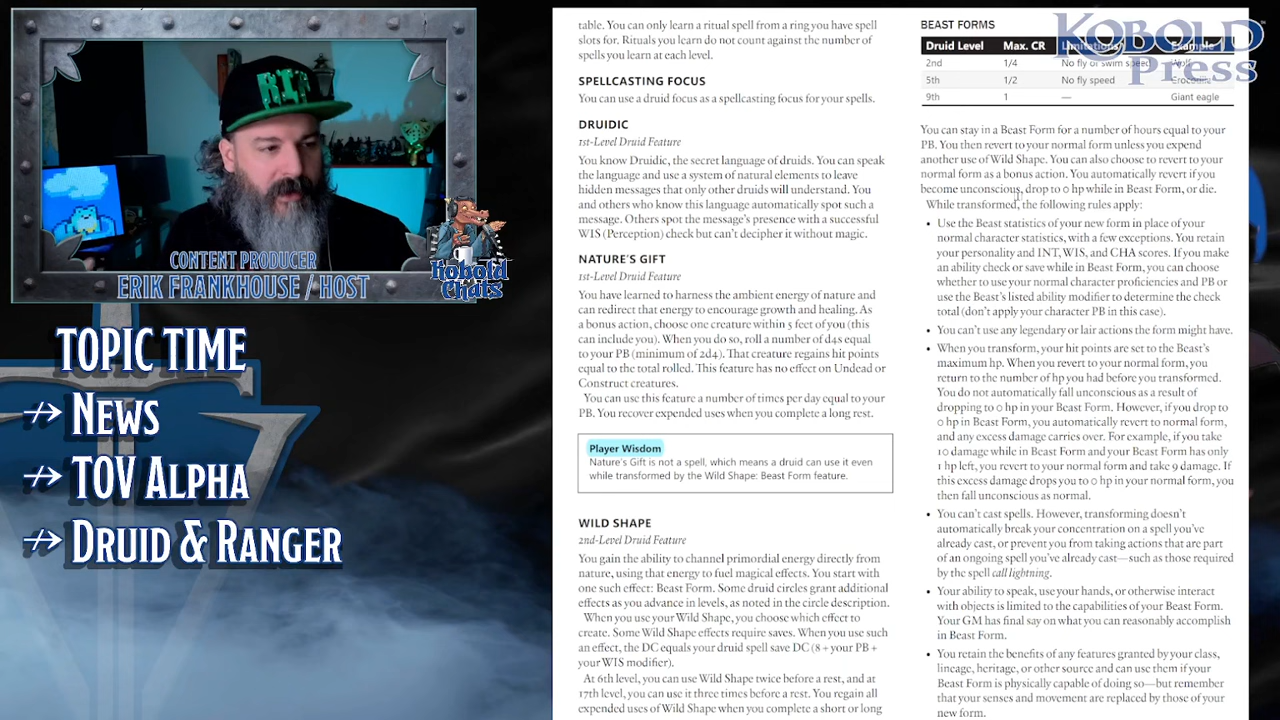 RIT
Kobold Chats
CONTENT PRODUCER
ERIK FRANKHOUSE / HOST
TOPIC TIME
-» NEWS
-» TOV ALPHA
-» DRUID & RANGER
table. You can only learn a ritual spell from a ring you have spell
slots for. Rituals you learn do not count against the number of
spells you learn at each level.
SPELLCASTING FOCUS
You can use a druid focus as a spellcasting focus for your spells.
DRUIDIC
1st-Level Druid Feature
You know Druidic, the secret language of druids. You can speak
the language and use a system of natural elements to leave
hidden messages that only other druids will understand. You
and others who know this language automatically spot such a
message. Others spot the message's presence with a successful
WIS (Perception) check but can't decipher it without magic.
NATURE'S GIFT
1st-Level Druid Feature
You have learned to harness the ambient energy of nature and
can redirect that energy to encourage growth and healing. As
a bonus action, choose one creature within 5 feet of you (this
can include you). When you do so, roll a number of d4s equal
to your PB (minimum of 2d4). That creature regains hit points
equal to the total rolled. This feature has no effect on Undead or
Construct creatures.
You can use this feature a number of times per day equal to your
PB. You recover expended uses when you complete a long rest.
Player Wisdom
Nature's Gift is not a spell, which means a druid can use it even
while transformed by the Wild Shape: Beast Form feature.
WILD SHAPE
2nd-Level Druid Feature
You gain the ability to channel primordial energy directly from
nature, using that energy to fuel magical effects. You start with
one such effect: Beast Form. Some druid circles grant additional
effects as you advance in levels, as noted in the circle description.
When you use your Wild Shape, you choose which effect to
create. Some Wild Shape effects require saves. When you use such
an effect, the DC equals your druid spell save DC (8 + your PB +
your WIS modifier).
At 6th level, you can use Wild Shape twice before a rest, and at
17th level, you can use it three times before a rest. You regain all
expended uses of Wild Shape when you complete a short or long
KOBOLD Press
BEAST FORMS
Druid Level Max. CR Limitations Example
2nd 1/4 No fly or swim speed Wolf
5th 1/2 No fly speed Crocodile
9th 1 — Giant eagle
You can stay in a Beast Form for a number of hours equal to your
PB. You then revert to your normal form unless you expend
another use of Wild Shape. You can also choose to revert to your
normal form as a bonus action. You automatically revert if you
become unconscious, drop to 0 hp while in Beast Form, or die.
While transformed, the following rules apply:
• Use the Beast statistics of your new form in place of your
normal character statistics, with a few exceptions. You retain
your personality and INT, WIS, and CHA scores. If you make
an ability check or save while in Beast Form, you can choose
whether to use your normal character proficiencies and PB or
use the Beast's listed ability modifier to determine the check
total (don't apply your character PB in this case).
• You can't use any legendary or lair actions the form might have.
• When you transform, your hit points are set to the Beast's
maximum hp. When you revert to your normal form, you
return to the number of hp you had before you transformed.
You do not automatically fall unconscious as a result of
dropping to 0 hp in your Beast Form. However, if you drop to
0 hp in Beast Form, you automatically revert to normal form,
and any excess damage carries over. For example, if you take
10 damage while in Beast Form and your Beast Form has only
1 hp left, you revert to your normal form and take 9 damage. If
this excess damage drops you to 0 hp in your normal form, you
then fall unconscious as normal.
• You can't cast spells. However, transforming doesn't
automatically break your concentration on a spell you've
already cast, or prevent you from taking actions that are part
of an ongoing spell you've already cast—such as those required
by the spell call lightning.
• Your ability to speak, use your hands, or otherwise interact
with objects is limited to the capabilities of your Beast Form.
Your GM has final say on what you can reasonably accomplish
in Beast Form.
• You retain the benefits of any features granted by your class,
lineage, heritage, or other source and can use them if your
Beast Form is physically capable of doing so—but remember
that your senses and movement are replaced by those of your
new form.